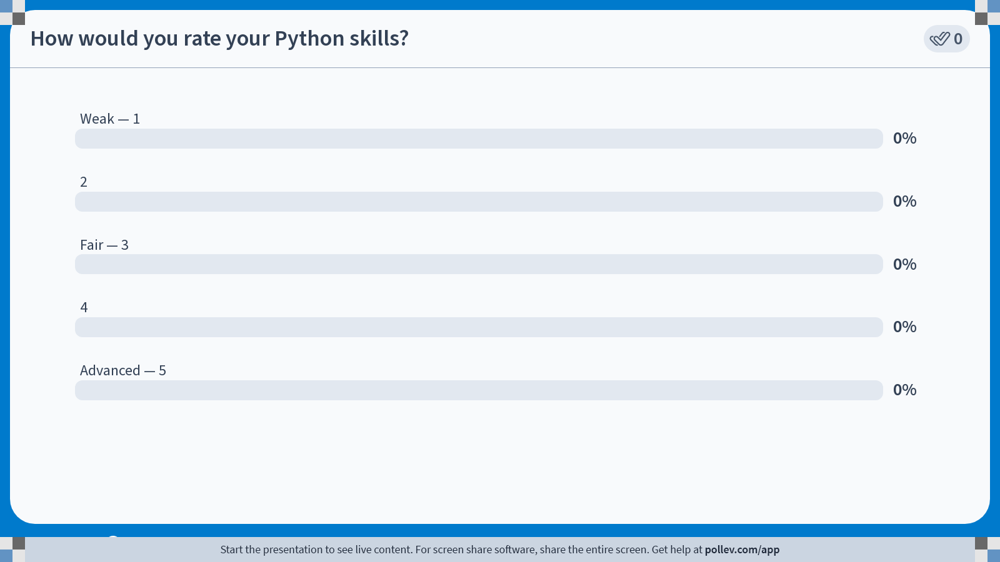 How would you rate your Python skills?
0
Weak — 1
0%
2
0%
Fair — 3
0%
4
0%
Advanced — 5
0%
Start the presentation to see live content. For screen share software, share the entire screen. Get help at pollev.com/app